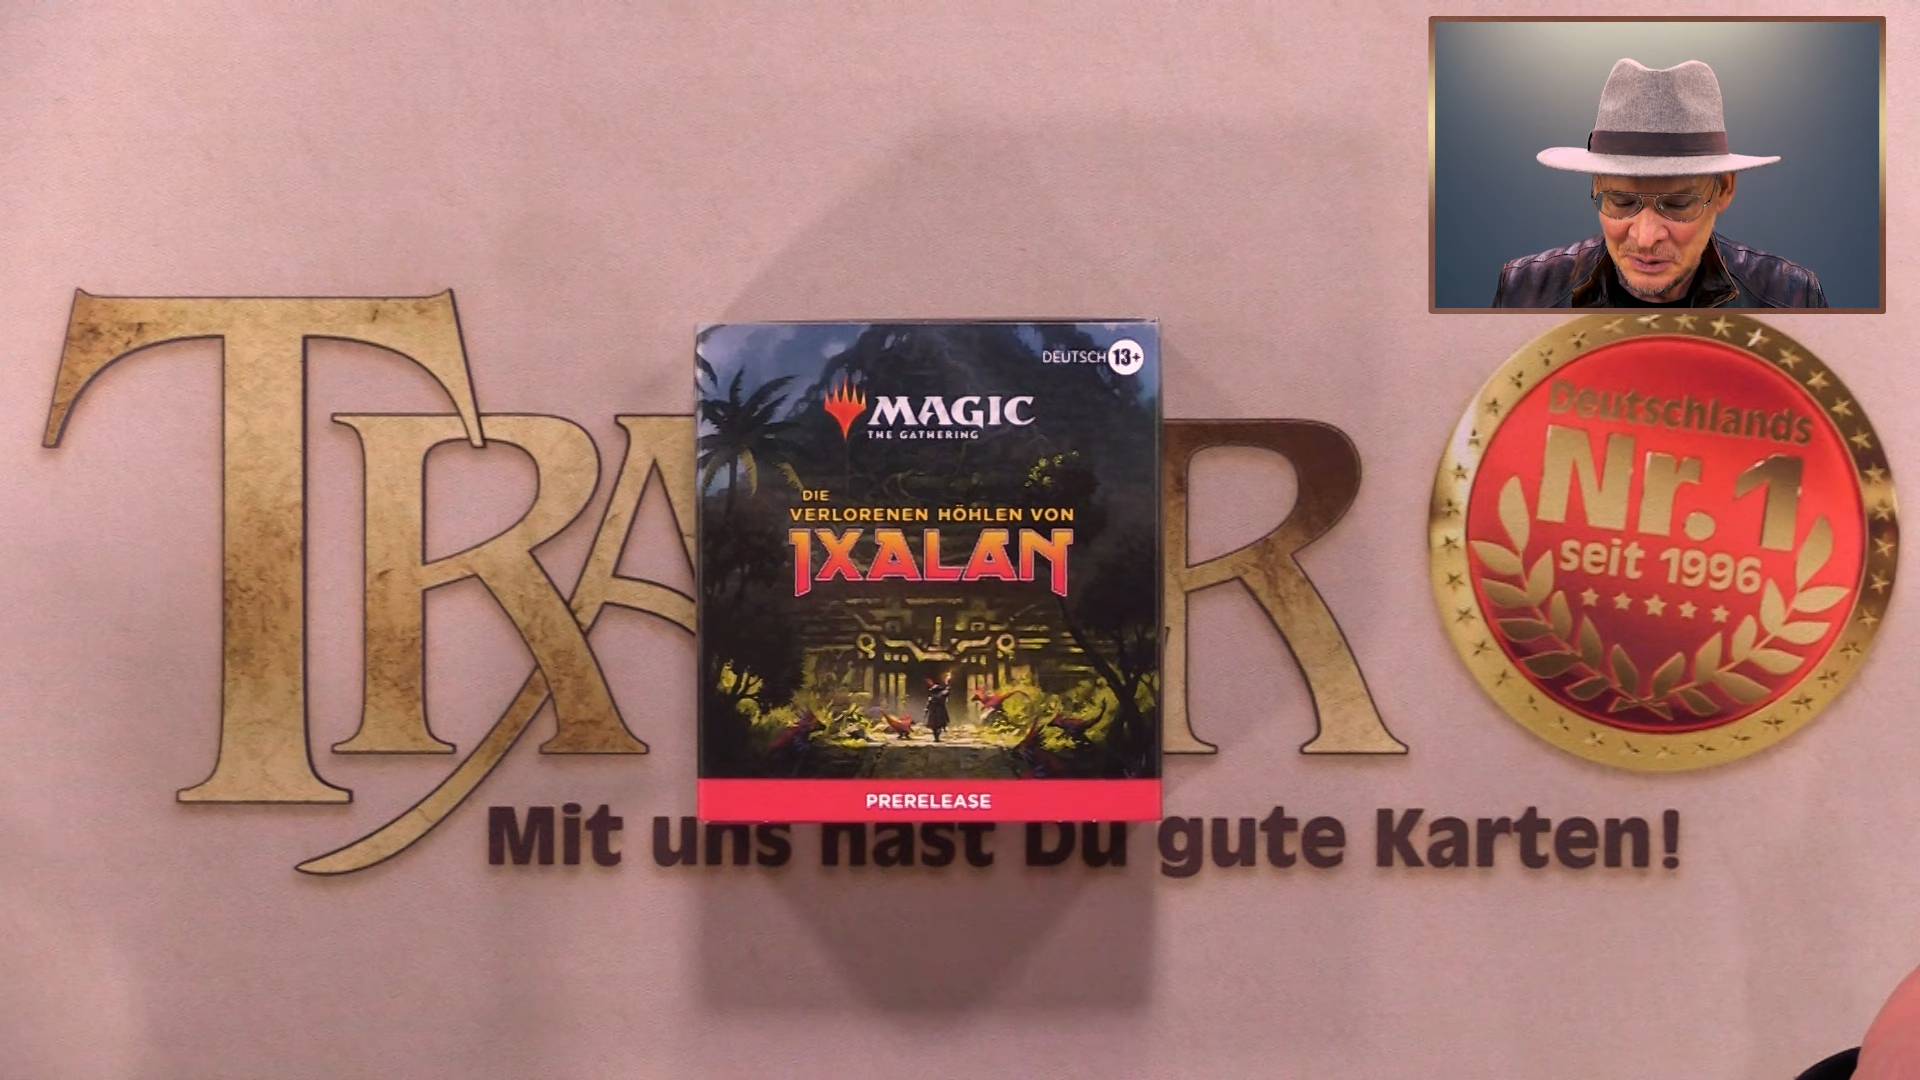 TRADER
DEUTSCH 13+
MAGIC
THE GATHERING
DIE
VERLORENEN HÖHLEN VON
IXALAN
PRERELEASE
Mit uns hast Du gute Karten!
Deutschlands
Nr. 1
seit 1996